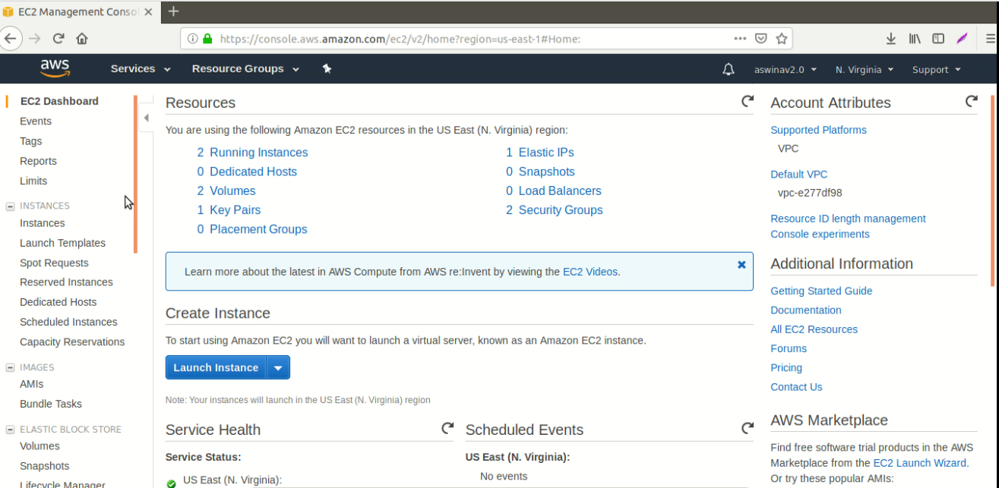 EC2 Management Consol
https://console.aws.amazon.com/ec2/v2/home?region=us-east-1#Home:
aws
Services
Resource Groups
aswinav2.0
N. Virginia
Support
EC2 Dashboard
Events
Tags
Reports
Limits
INSTANCES
Instances
Launch Templates
Spot Requests
Reserved Instances
Dedicated Hosts
Scheduled Instances
Capacity Reservations
IMAGES
AMIs
Bundle Tasks
ELASTIC BLOCK STORE
Volumes
Snapshots
Lifecycle Manager
Resources
You are using the following Amazon EC2 resources in the US East (N. Virginia) region:
2 Running Instances
0 Dedicated Hosts
2 Volumes
1 Key Pairs
0 Placement Groups
1 Elastic IPs
0 Snapshots
0 Load Balancers
2 Security Groups
Learn more about the latest in AWS Compute from AWS re:Invent by viewing the EC2 Videos.
Create Instance
To start using Amazon EC2 you will want to launch a virtual server, known as an Amazon EC2 instance.
Launch Instance
Note: Your instances will launch in the US East (N. Virginia) region
Service Health
Service Status:
US East (N. Virginia):
Scheduled Events
US East (N. Virginia):
No events
Account Attributes
Supported Platforms
VPC
Default VPC
vpc-e277df98
Resource ID length management
Console experiments
Additional Information
Getting Started Guide
Documentation
All EC2 Resources
Forums
Pricing
Contact Us
AWS Marketplace
Find free software trial products in the AWS
Marketplace from the EC2 Launch Wizard.
Or try these popular AMIs: